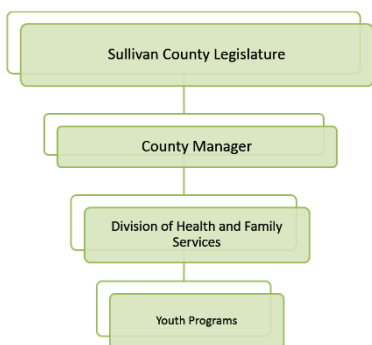 Sullivan County Legislature
County Manager
Division of Health and Family
Services
Youth Programs